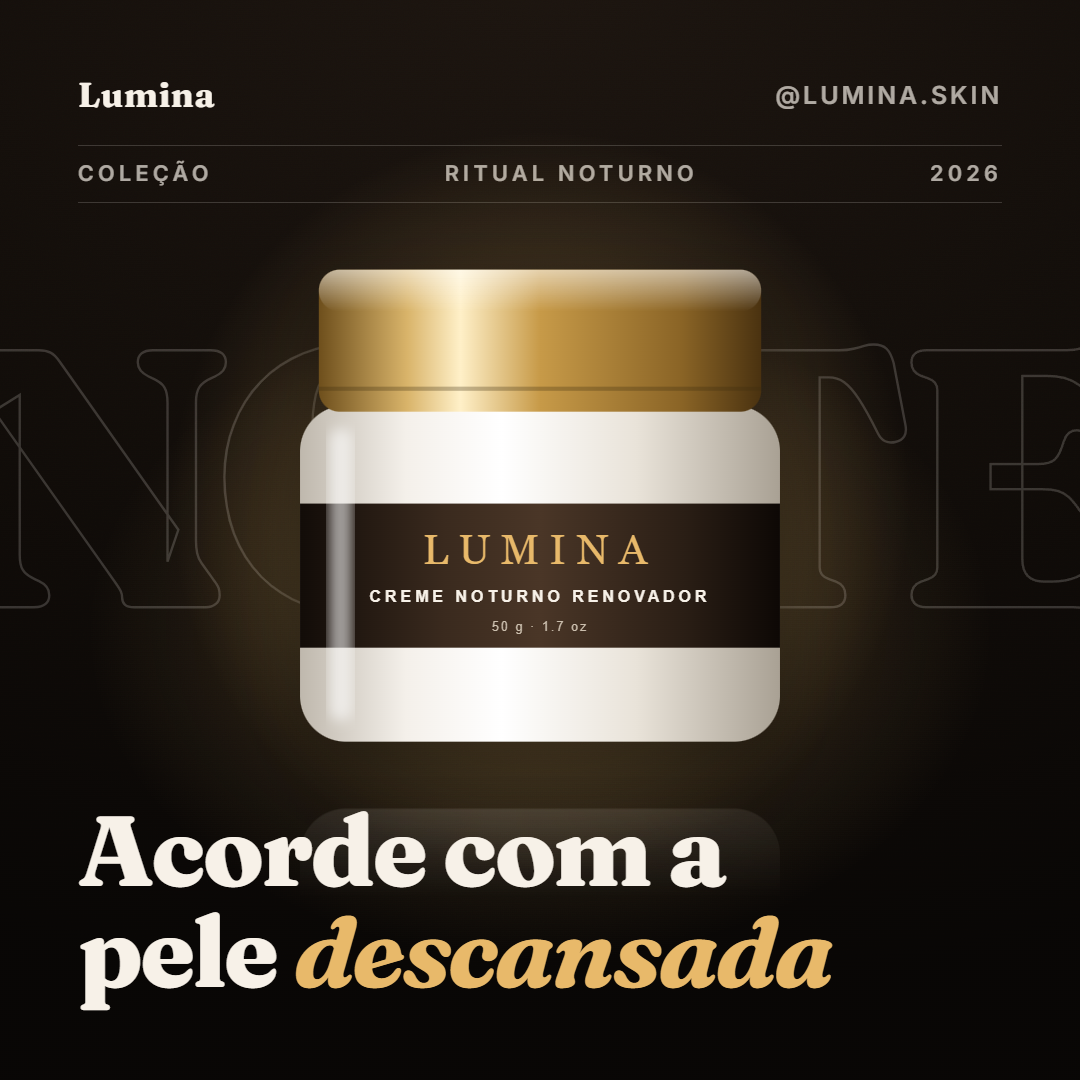 Lumina
@LUMINA.SKIN
COLEÇÃO
RITUAL NOTURNO
2026
NOITE
LUMINA
CREME NOTURNO RENOVADOR
50 g · 1.7 oz
Acorde com a
pele descansada